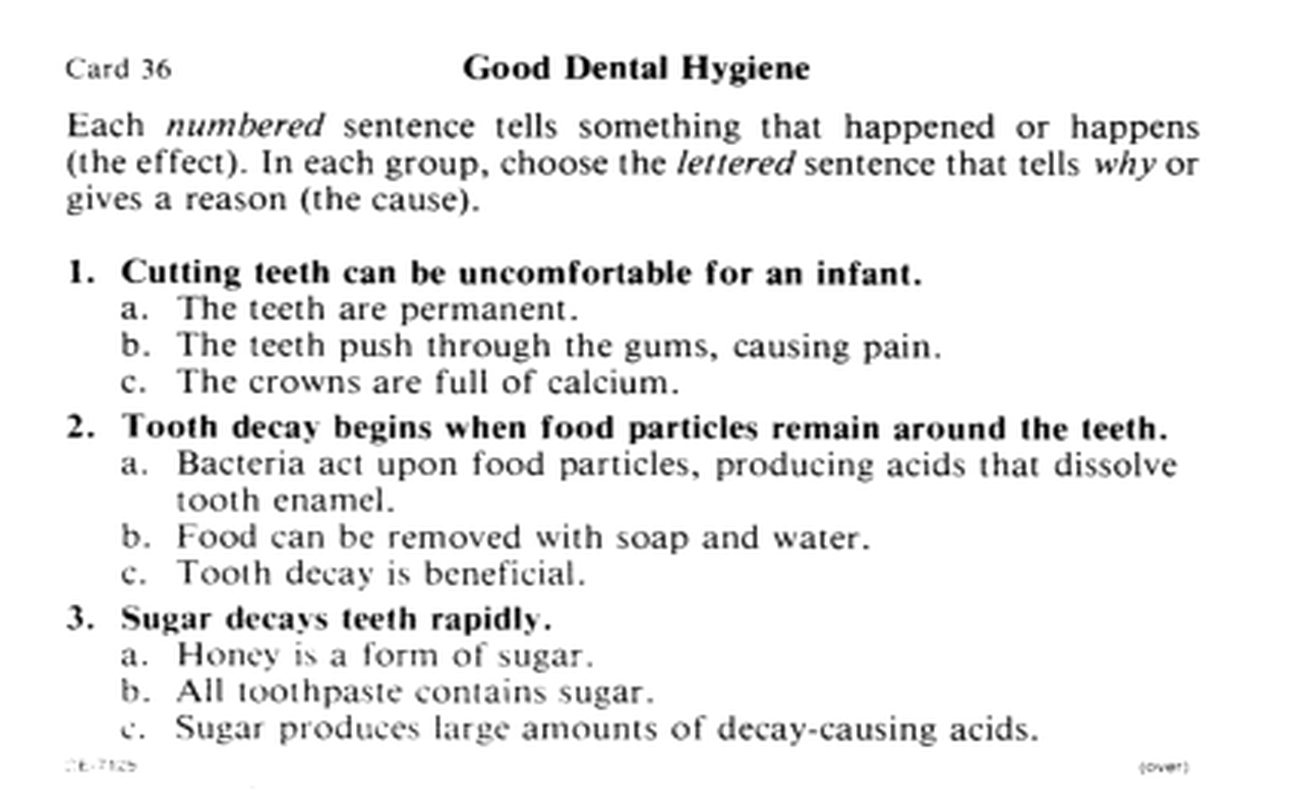 Card 36
Good Dental Hygiene
Each numbered sentence tells something that happened or happens
(the effect). In each group, choose the lettered sentence that tells why or
gives a reason (the cause).
1. Cutting teeth can be uncomfortable for an infant.
a. The teeth are permanent.
b. The teeth push through the gums, causing pain.
c. The crowns are full of calcium.
2. Tooth decay begins when food particles remain around the teeth.
a. Bacteria act upon food particles, producing acids that dissolve
tooth enamel.
b. Food can be removed with soap and water.
c. Tooth decay is beneficial.
3. Sugar decays teeth rapidly.
a. Honey is a form of sugar.
b. All toothpaste contains sugar.
c. Sugar produces large amounts of decay-causing acids.
(over)